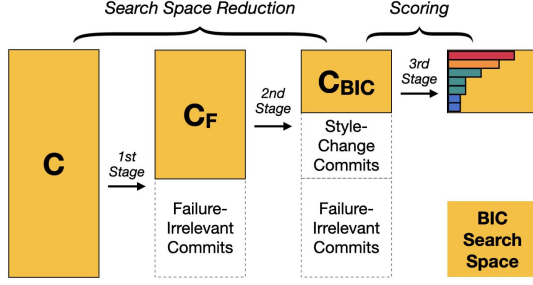 Search Space Reduction
Scoring
C
1st
Stage
CF
Failure-
Irrelevant
Commits
2nd
Stage
CBIC
Style-
Change
Commits
Failure-
Irrelevant
Commits
3rd
Stage
BIC
Search
Space